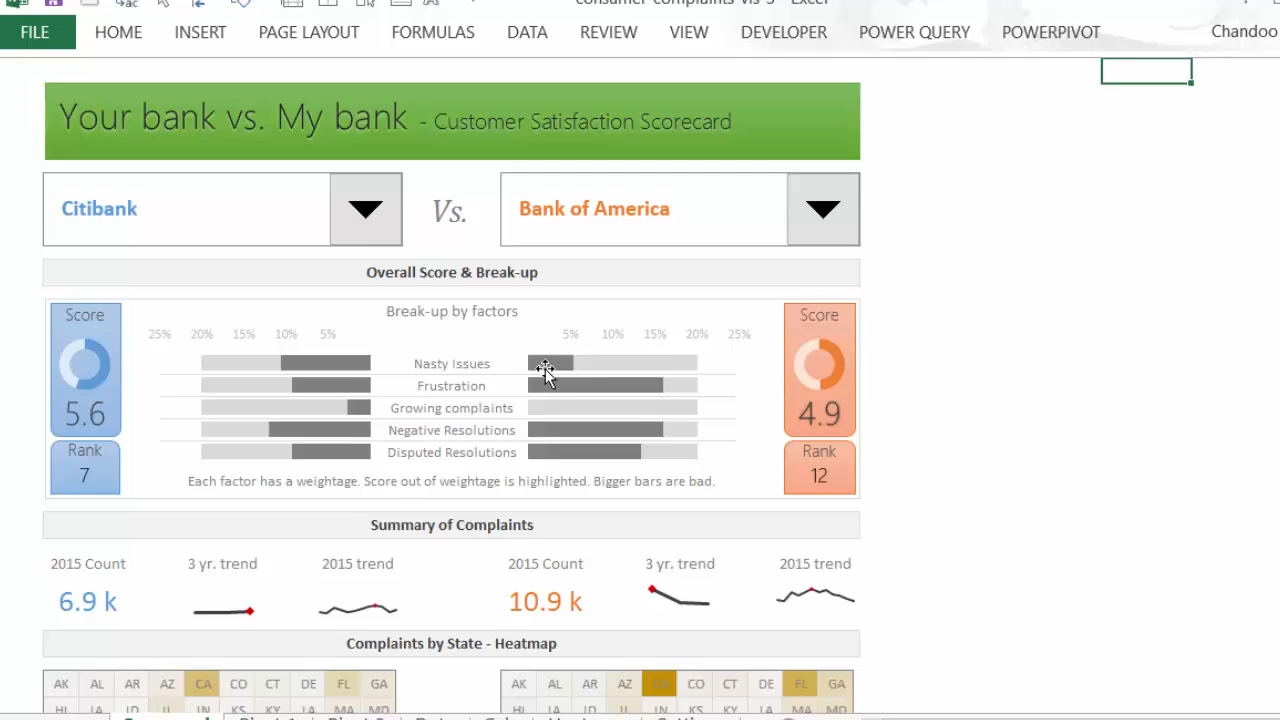 FILE HOME INSERT PAGE LAYOUT FORMULAS DATA REVIEW VIEW DEVELOPER POWER QUERY POWERPIVOT Chandoo
Your bank vs. My bank - Customer Satisfaction Scorecard
Citibank Vs. Bank of America
Overall Score & Break-up
Score Break-up by factors Score
25% 20% 15% 10% 5% 5% 10% 15% 20% 25%
Nasty Issues
Frustration
5.6 Growing complaints 4.9
Negative Resolutions
Rank Disputed Resolutions Rank
7 12
Each factor has a weightage. Score out of weightage is highlighted. Bigger bars are bad.
Summary of Complaints
2015 Count 3 yr. trend 2015 trend 2015 Count 3 yr. trend 2015 trend
6.9 k 10.9 k
Complaints by State - Heatmap
AK AL AR AZ CA CO CT DE FL GA AK AL AR AZ CO CT DE FL GA